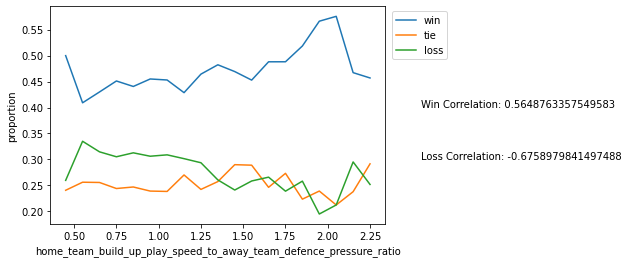 win
tie
loss
0.55
0.50
0.45
0.40
0.35
0.30
0.25
0.20
proportion
Win Correlation: 0.5648763357549583
Loss Correlation: -0.6758979841497488
0.50 0.75 1.00 1.25 1.50 1.75 2.00 2.25
home_team_build_up_play_speed_to_away_team_defence_pressure_ratio